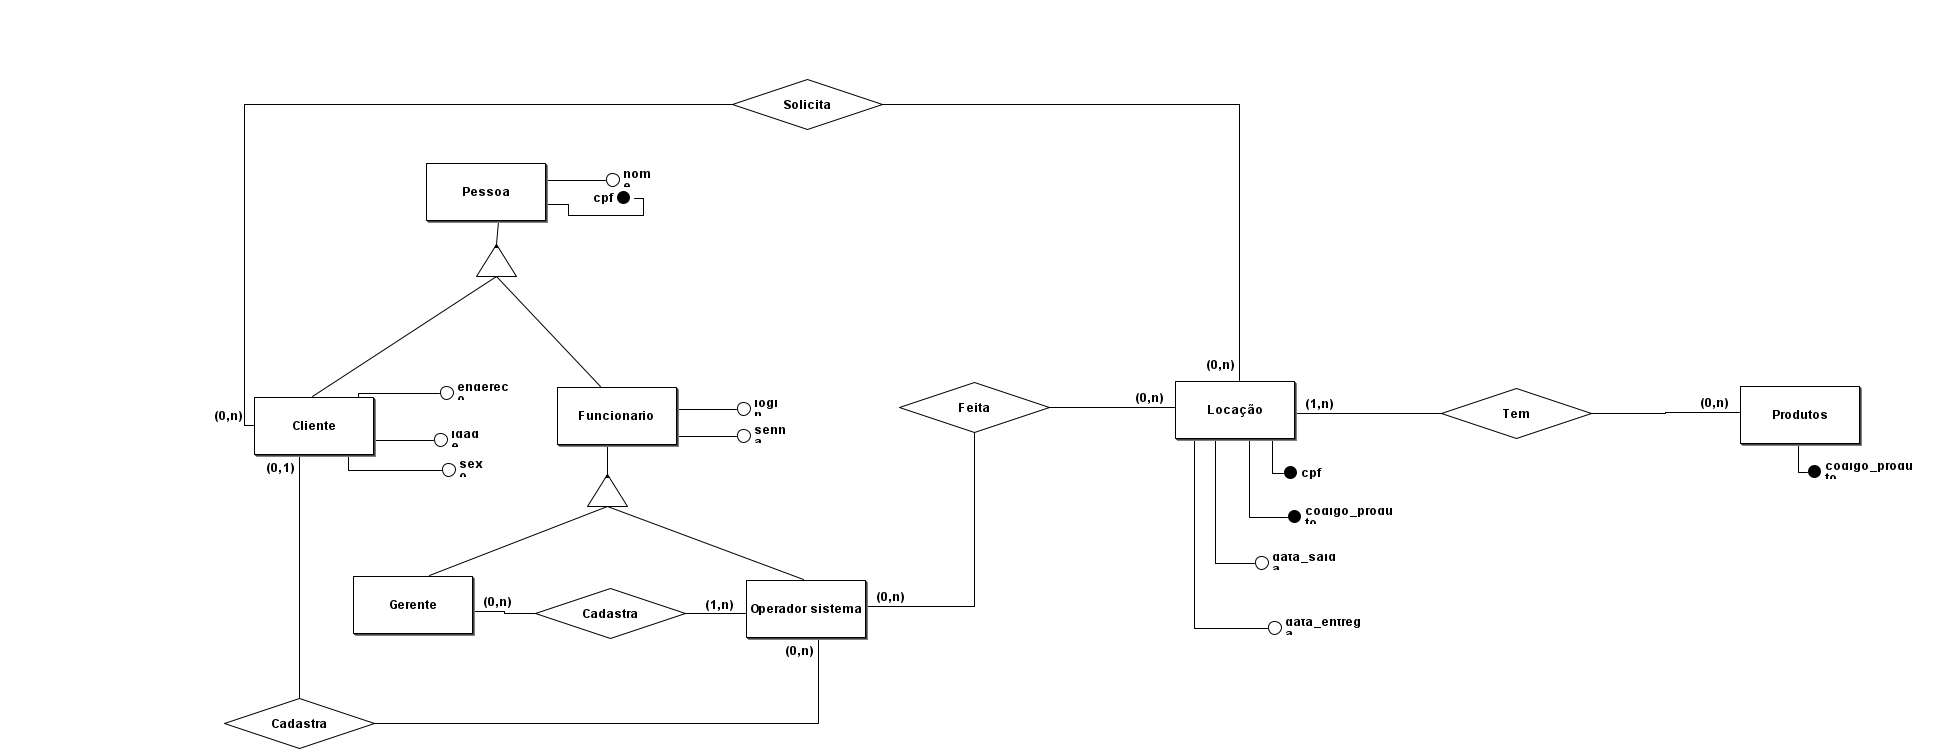 Solicita
Pessoa
nome
cpf
(0,n)
Cliente
endereco
idade
sexo
(0,1)
Funcionario
login
senha
Feita
(0,n)
(0,n)
Locação
(1,n)
Tem
(0,n)
Produtos
codigo_produto
cpf
codigo_produto
data_saida
data_entrega
Gerente
(0,n)
Cadastra
(1,n)
Operador sistema
(0,n)
(0,n)
Cadastra